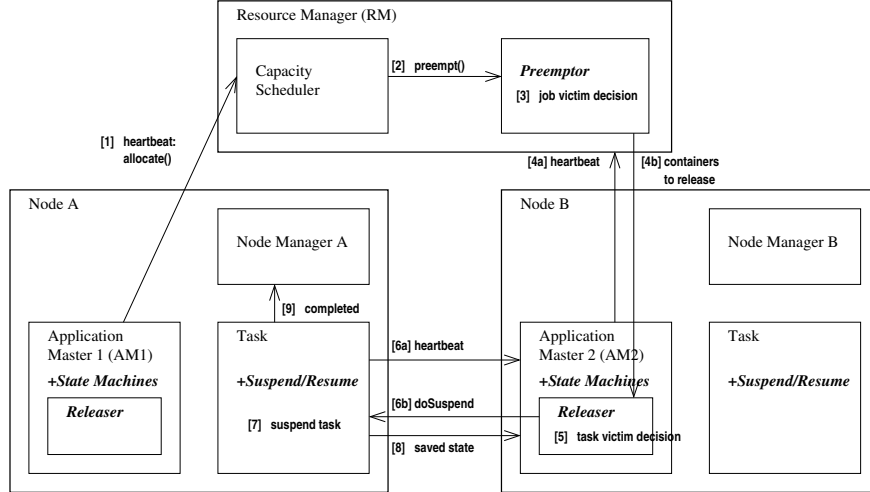 Resource Manager (RM)
Capacity
Scheduler
[2] preempt()
Preemptor
[3] job victim decision
[1] heartbeat:
allocate()
[4a] heartbeat
[4b] containers
to release
Node A
Node Manager A
[9] completed
Application
Master 1 (AM1)
+State Machines
Releaser
Task
+Suspend/Resume
[7] suspend task
[6a] heartbeat
[6b] doSuspend
[8] saved state
Node B
Node Manager B
Application
Master 2 (AM2)
+State Machines
Releaser
[5] task victim decision
Task
+Suspend/Resume